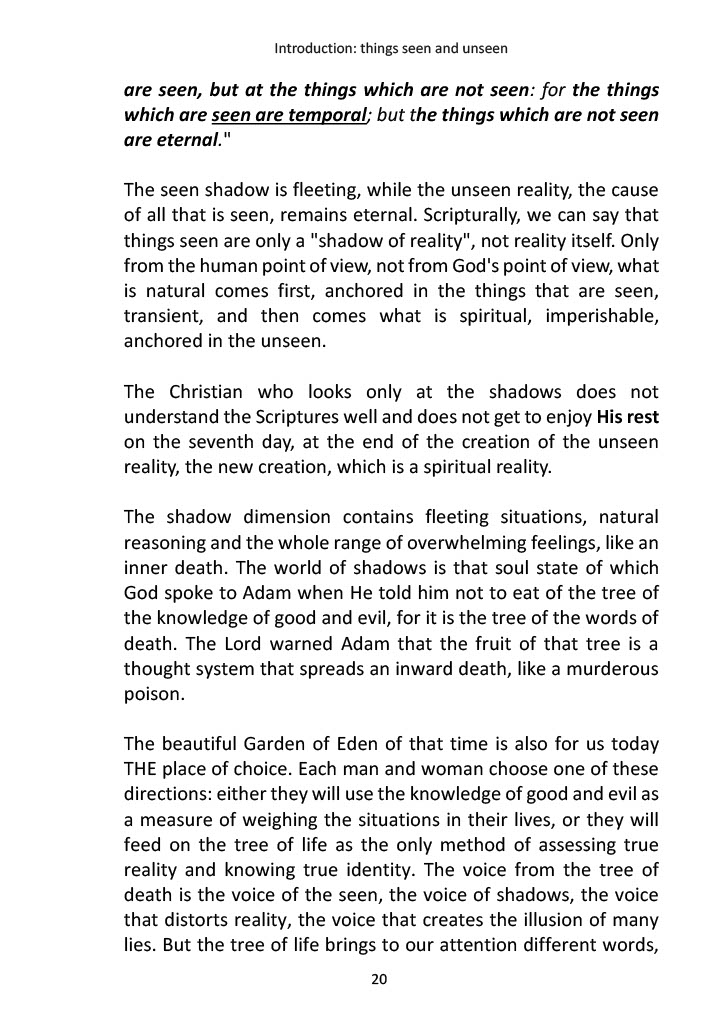 Introduction: things seen and unseen
are seen, but at the things which are not seen: for the things
which are seen are temporal; but the things which are not seen
are eternal."
The seen shadow is fleeting, while the unseen reality, the cause
of all that is seen, remains eternal. Scripturally, we can say that
things seen are only a "shadow of reality", not reality itself. Only
from the human point of view, not from God's point of view, what
is natural comes first, anchored in the things that are seen,
transient, and then comes what is spiritual, imperishable,
anchored in the unseen.
The Christian who looks only at the shadows does not
understand the Scriptures well and does not get to enjoy His rest
on the seventh day, at the end of the creation of the unseen
reality, the new creation, which is a spiritual reality.
The shadow dimension contains fleeting situations, natural
reasoning and the whole range of overwhelming feelings, like an
inner death. The world of shadows is that soul state of which
God spoke to Adam when He told him not to eat of the tree of
the knowledge of good and evil, for it is the tree of the words of
death. The Lord warned Adam that the fruit of that tree is a
thought system that spreads an inward death, like a murderous
poison.
The beautiful Garden of Eden of that time is also for us today
THE place of choice. Each man and woman choose one of these
directions: either they will use the knowledge of good and evil as
a measure of weighing the situations in their lives, or they will
feed on the tree of life as the only method of assessing true
reality and knowing true identity. The voice from the tree of
death is the voice of the seen, the voice of shadows, the voice
that distorts reality, the voice that creates the illusion of many
lies. But the tree of life brings to our attention different words,
20